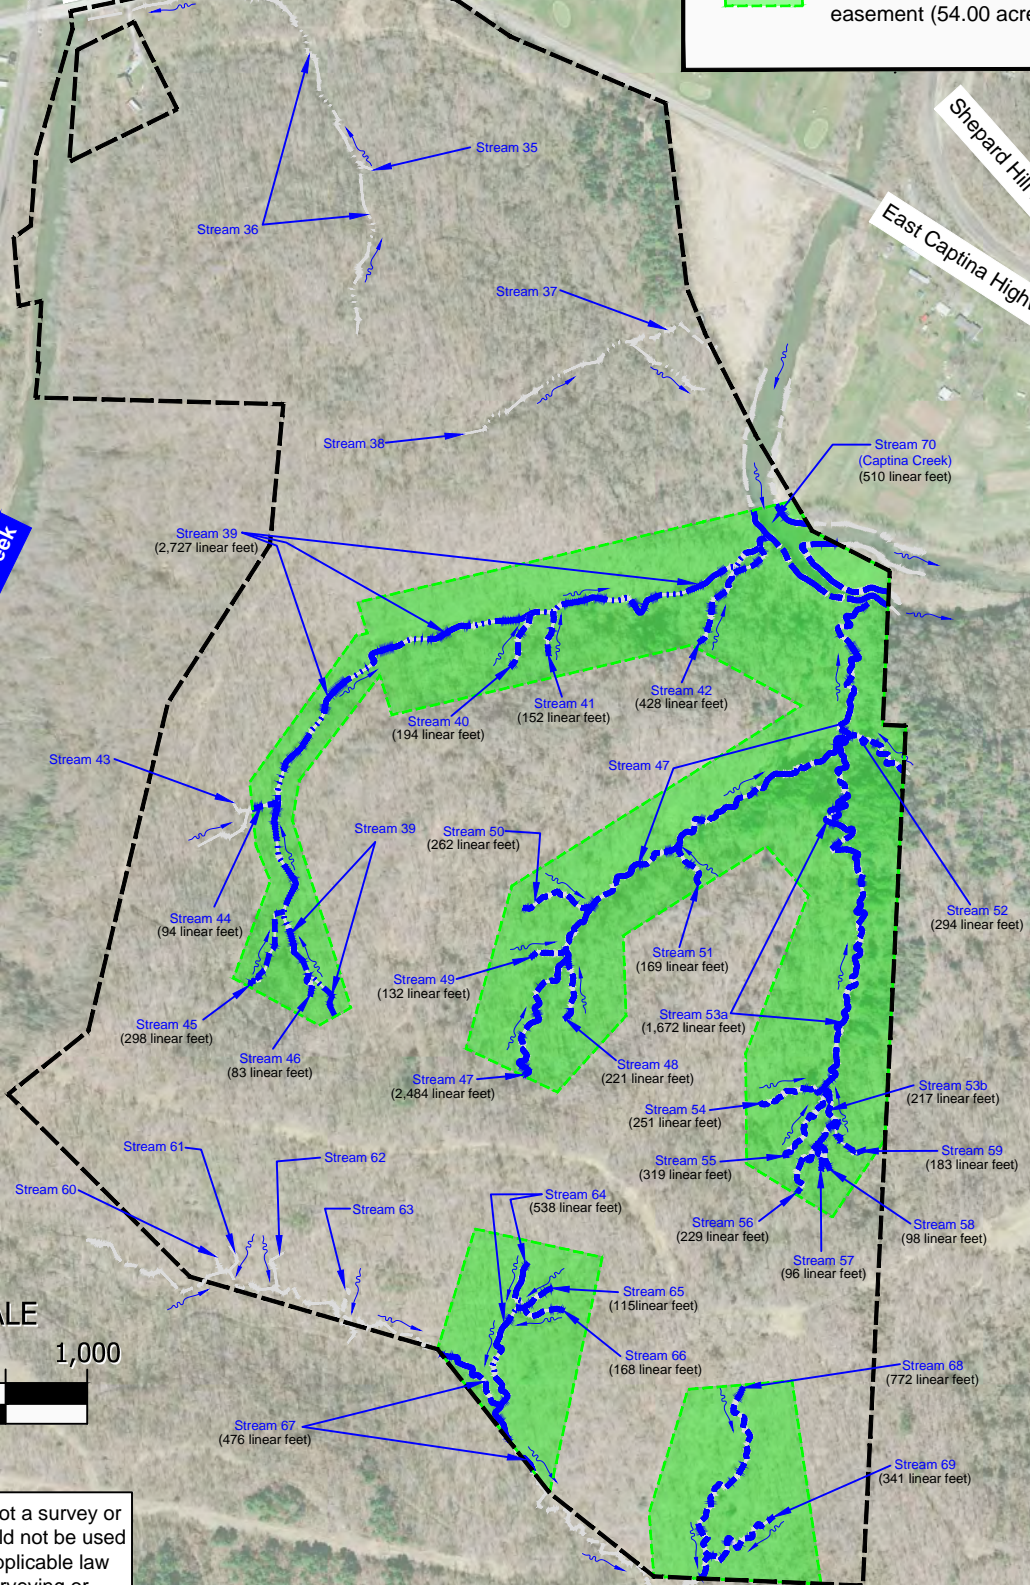 easement (54.00 acre
Shepard Hill
East Captina High
Stream 35
Stream 36
Stream 37
Stream 38
Stream 70
(Captina Creek)
(510 linear feet)
eek
Stream 39
(2,727 linear feet)
Stream 40
(194 linear feet)
Stream 41
(152 linear feet)
Stream 42
(428 linear feet)
Stream 43
Stream 47
Stream 39
Stream 50
(262 linear feet)
Stream 44
(94 linear feet)
Stream 52
(294 linear feet)
Stream 51
(169 linear feet)
Stream 49
(132 linear feet)
Stream 53a
(1,672 linear feet)
Stream 45
(298 linear feet)
Stream 46
(83 linear feet)
Stream 48
(221 linear feet)
Stream 47
(2,484 linear feet)
Stream 53b
(217 linear feet)
Stream 54
(251 linear feet)
Stream 61
Stream 62
Stream 55
(319 linear feet)
Stream 59
(183 linear feet)
Stream 60
Stream 63
Stream 64
(538 linear feet)
Stream 56
(229 linear feet)
Stream 58
(98 linear feet)
Stream 57
(96 linear feet)
Stream 65
(115linear feet)
ALE
1,000
Stream 66
(168 linear feet)
Stream 68
(772 linear feet)
Stream 67
(476 linear feet)
Stream 69
(341 linear feet)
ot a survey or
ld not be used
pplicable law
rveying or